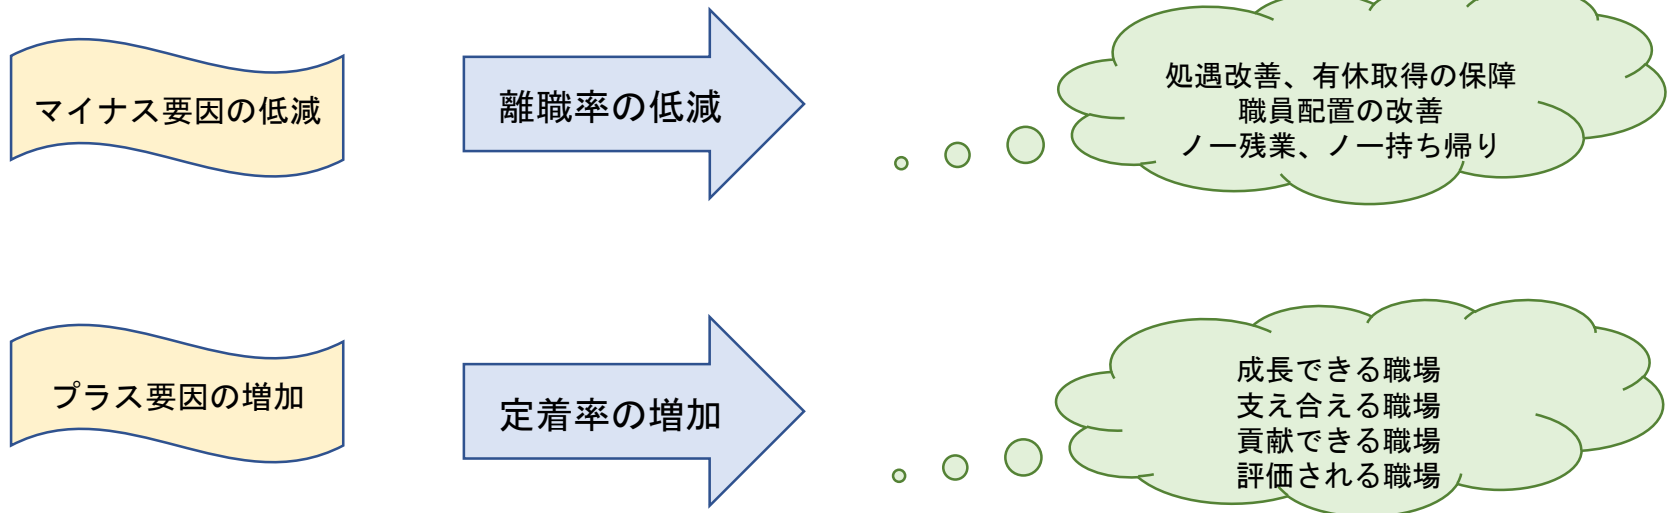 マイナス要因の低減
離職率の低減
処遇改善、有休取得の保障
職員配置の改善
ノー残業、ノー持ち帰り
プラス要因の増加
定着率の増加
成長できる職場
支え合える職場
貢献できる職場
評価される職場